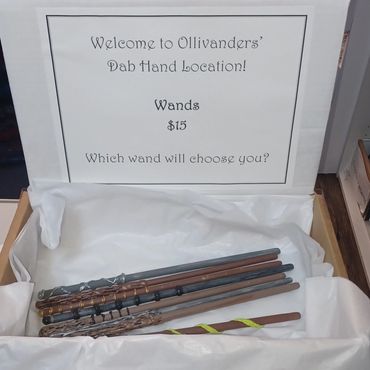 Welcome to Ollivanders'
Dab Hand Location!
Wands
$15
Which wand will choose you?